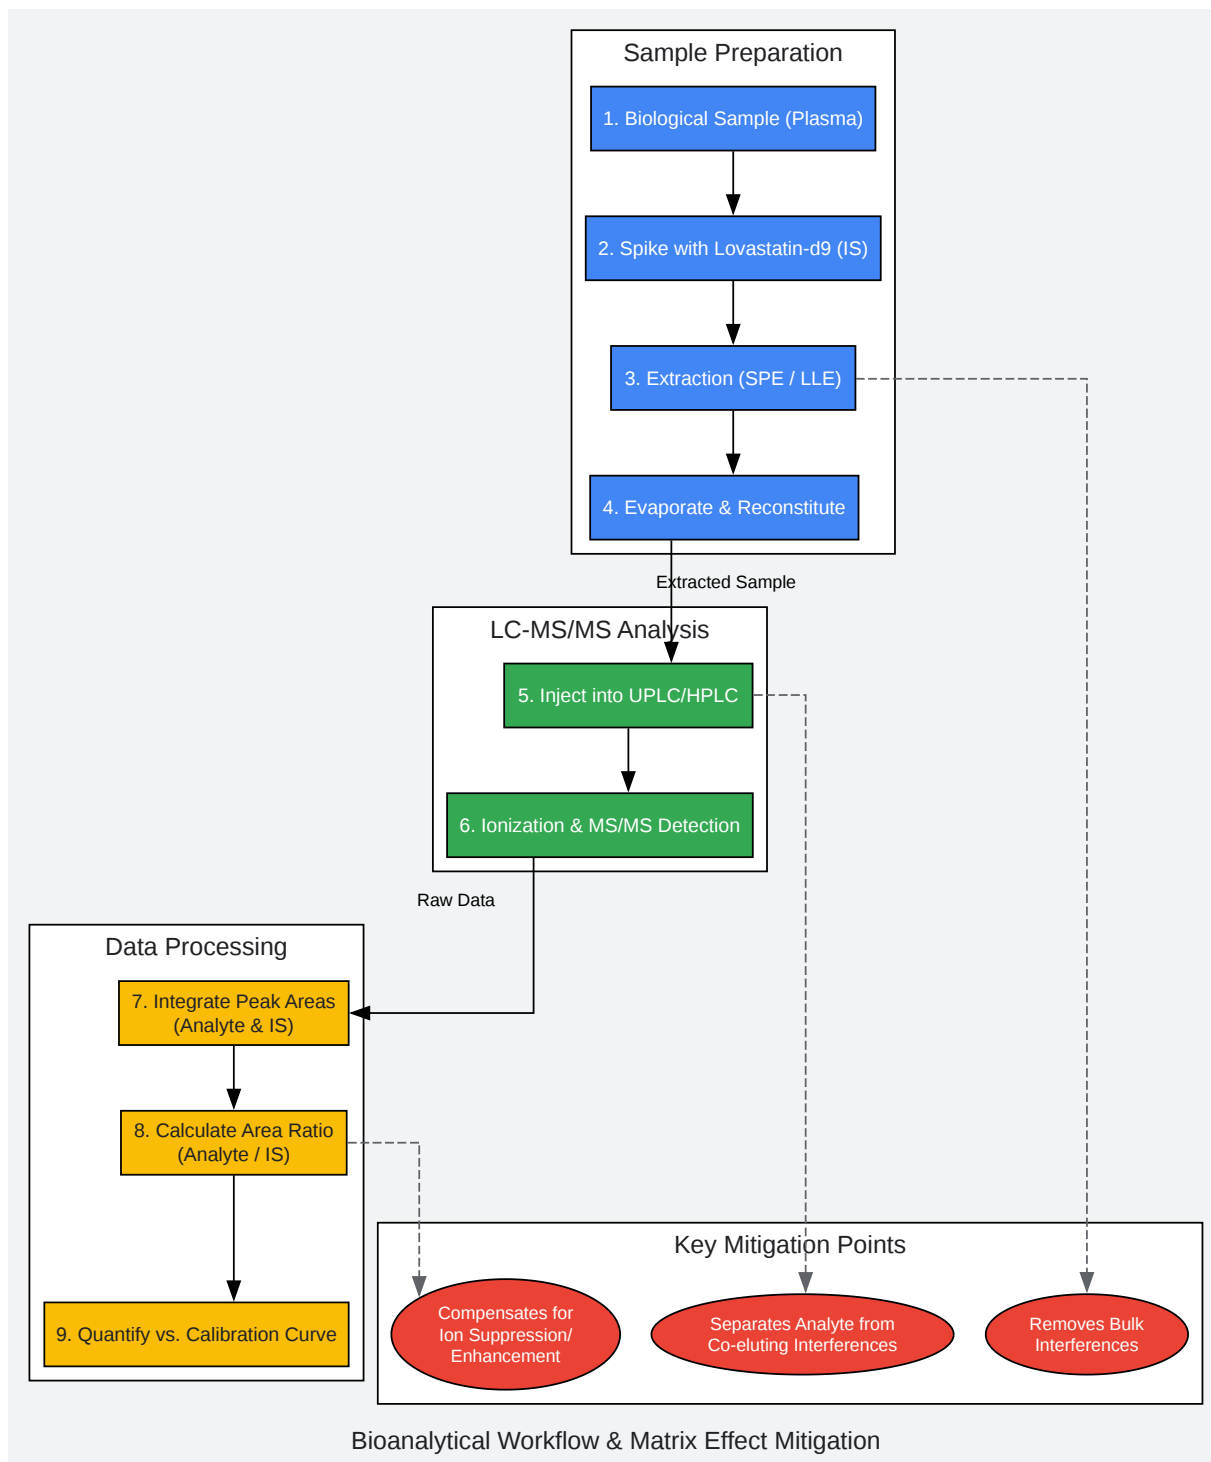 Sample Preparation
1. Biological Sample (Plasma)
2. Spike with Lovastatin-d9 (IS)
3. Extraction (SPE / LLE)
4. Evaporate & Reconstitute
Extracted Sample
LC-MS/MS Analysis
5. Inject into UPLC/HPLC
6. Ionization & MS/MS Detection
Raw Data
Data Processing
7. Integrate Peak Areas
(Analyte & IS)
8. Calculate Area Ratio
(Analyte / IS)
9. Quantify vs. Calibration Curve
Key Mitigation Points
Compensates for
Ion Suppression/
Enhancement
Separates Analyte from
Co-eluting Interferences
Removes Bulk
Interferences
Bioanalytical Workflow & Matrix Effect Mitigation